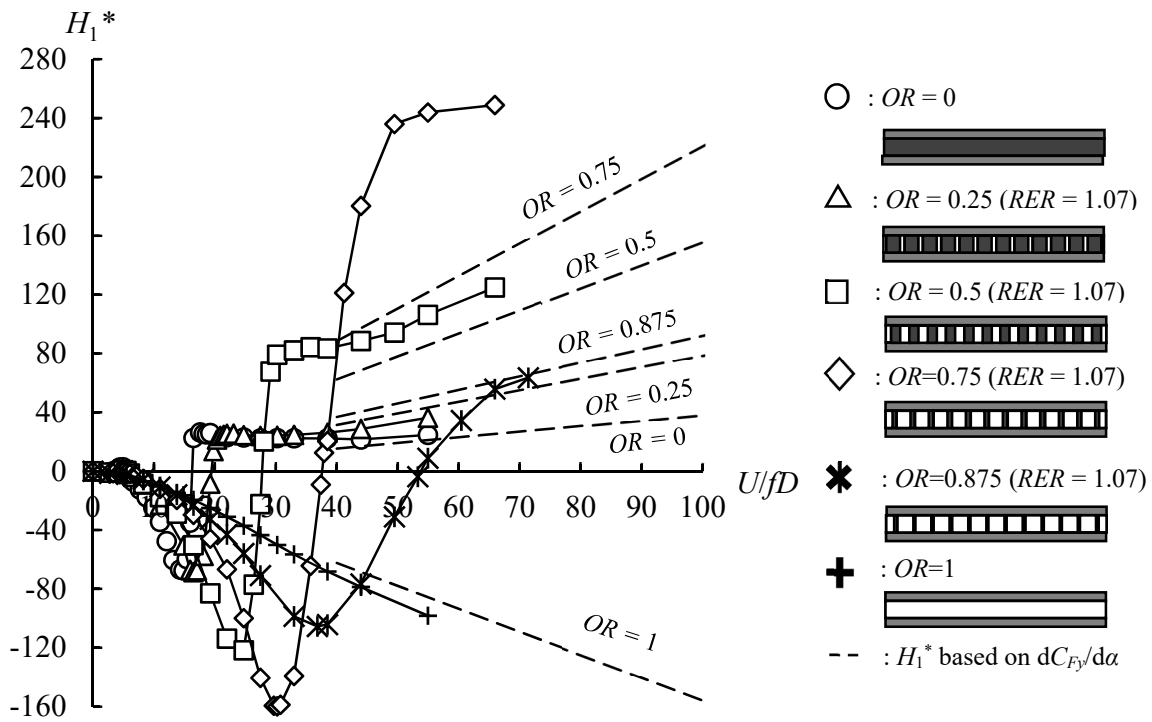 H₁*
280
240
200
160
120
80
40
0
-40
-80
-120
-160
0 10 20 30 40 50 60 70 80 90 100
U/fD
OR = 0.75
OR = 0.5
OR = 0.875
OR = 0.25
OR = 0
OR = 1
: OR = 0
: OR = 0.25 (RER = 1.07)
: OR = 0.5 (RER = 1.07)
: OR=0.75 (RER = 1.07)
: OR=0.875 (RER = 1.07)
: OR=1
: H₁* based on dC_Fy/dα